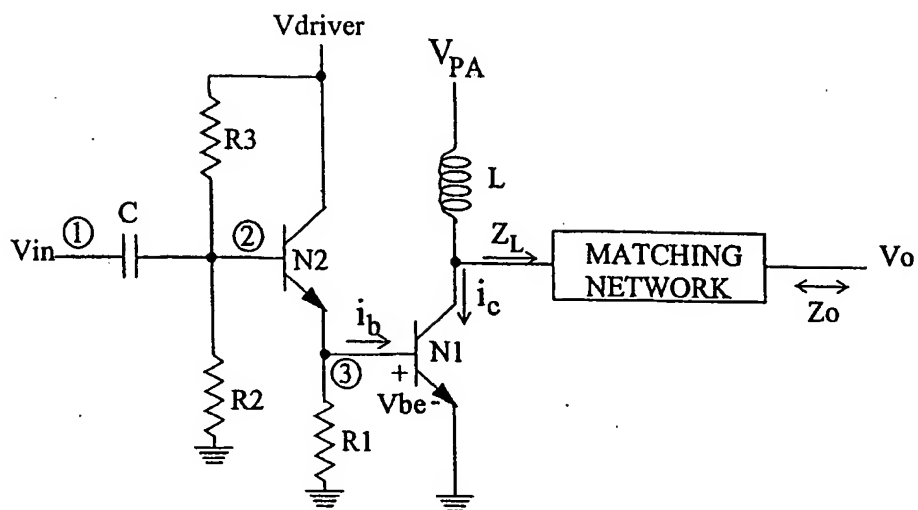 Vdriver
V_PA
R3
L
C
①
②
Vin
N2
Z_L
MATCHING
NETWORK
Vo
Zo
i_c
i_b
N1
③
+
Vbe -
R2
R1